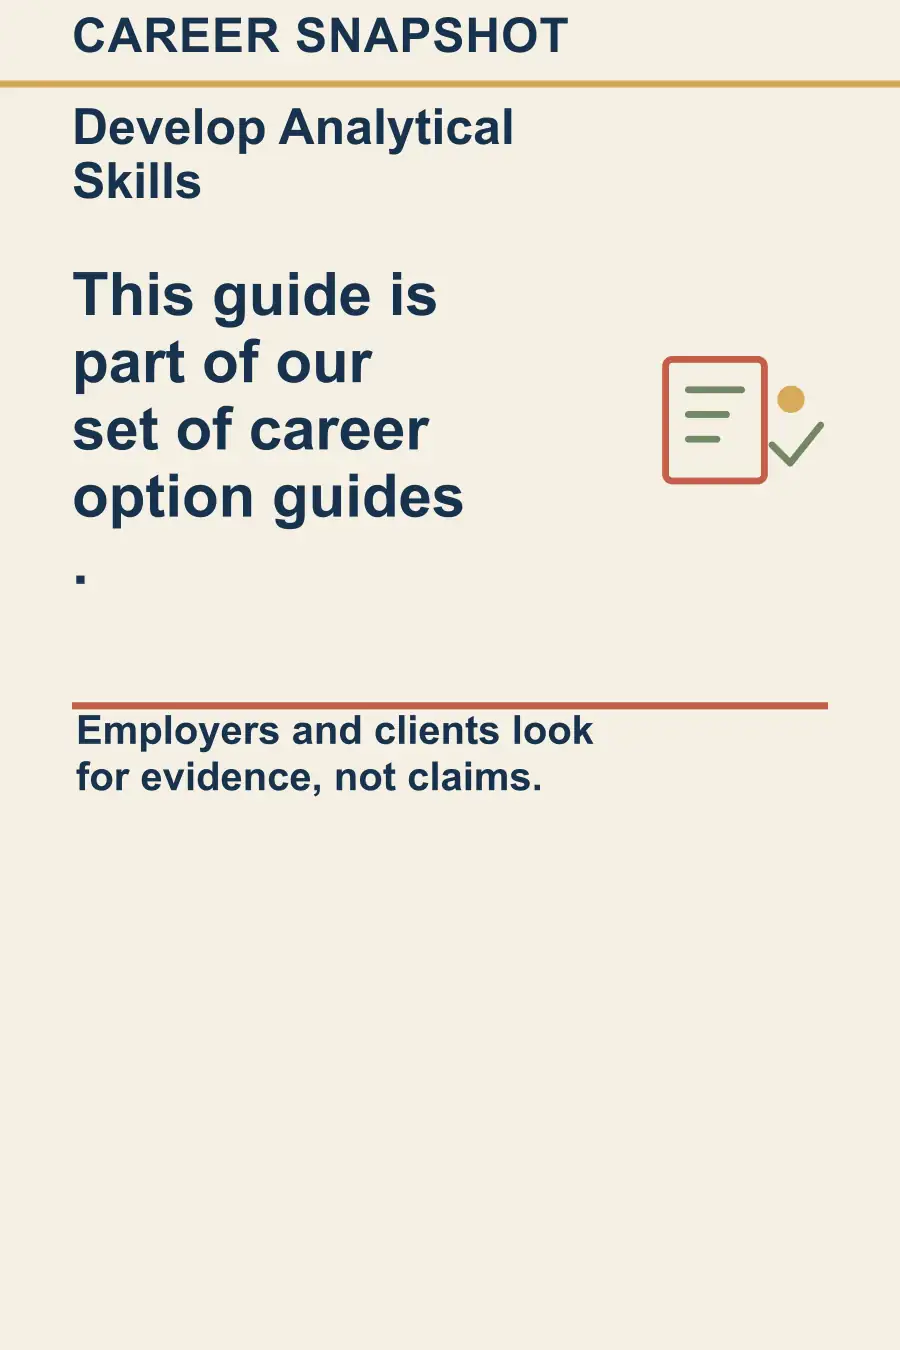 CAREER SNAPSHOT
Develop Analytical
Skills
This guide is
part of our
set of career
option guides
.
Employers and clients look
for evidence, not claims.